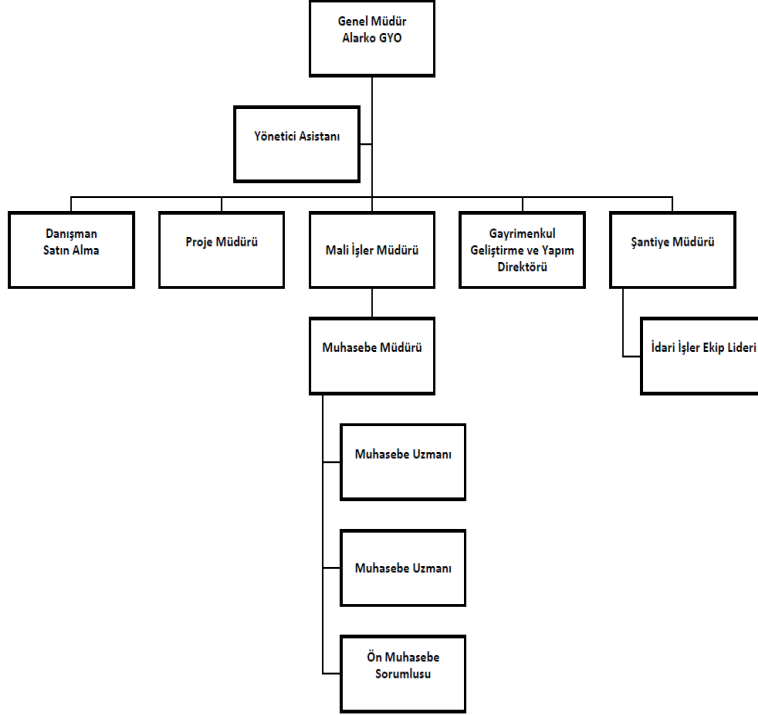 Genel Müdür
Alarko GYO
Yönetici Asistanı
Danışman
Satın Alma
Proje Müdürü
Mali İşler Müdürü
Gayrimenkul
Geliştirme ve Yapım
Direktörü
Şantiye Müdürü
Muhasebe Müdürü
İdari İşler Ekip Lideri
Muhasebe Uzmanı
Muhasebe Uzmanı
Ön Muhasebe
Sorumlusu